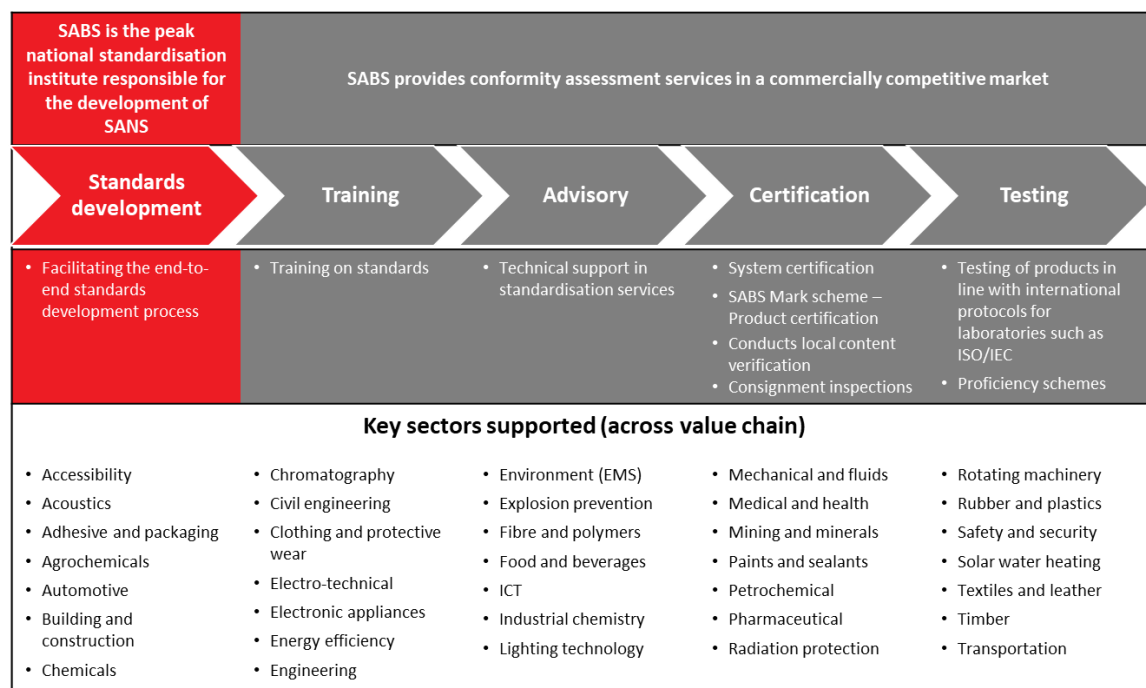 SABS is the peak
national standardisation
institute responsible for
the development of
SANS
SABS provides conformity assessment services in a commercially competitive market
Standards
development
Training
Advisory
Certification
Testing
• Facilitating the end-to-
end standards
development process
• Training on standards
• Technical support in
standardisation services
• System certification
• SABS Mark scheme –
Product certification
• Conducts local content
verification
• Consignment inspections
• Testing of products in
line with international
protocols for
laboratories such as
ISO/IEC
• Proficiency schemes
Key sectors supported (across value chain)
• Accessibility
• Acoustics
• Adhesive and packaging
• Agrochemicals
• Automotive
• Building and
construction
• Chemicals
• Chromatography
• Civil engineering
• Clothing and protective
wear
• Electro-technical
• Electronic appliances
• Energy efficiency
• Engineering
• Environment (EMS)
• Explosion prevention
• Fibre and polymers
• Food and beverages
• ICT
• Industrial chemistry
• Lighting technology
• Mechanical and fluids
• Medical and health
• Mining and minerals
• Paints and sealants
• Petrochemical
• Pharmaceutical
• Radiation protection
• Rotating machinery
• Rubber and plastics
• Safety and security
• Solar water heating
• Textiles and leather
• Timber
• Transportation